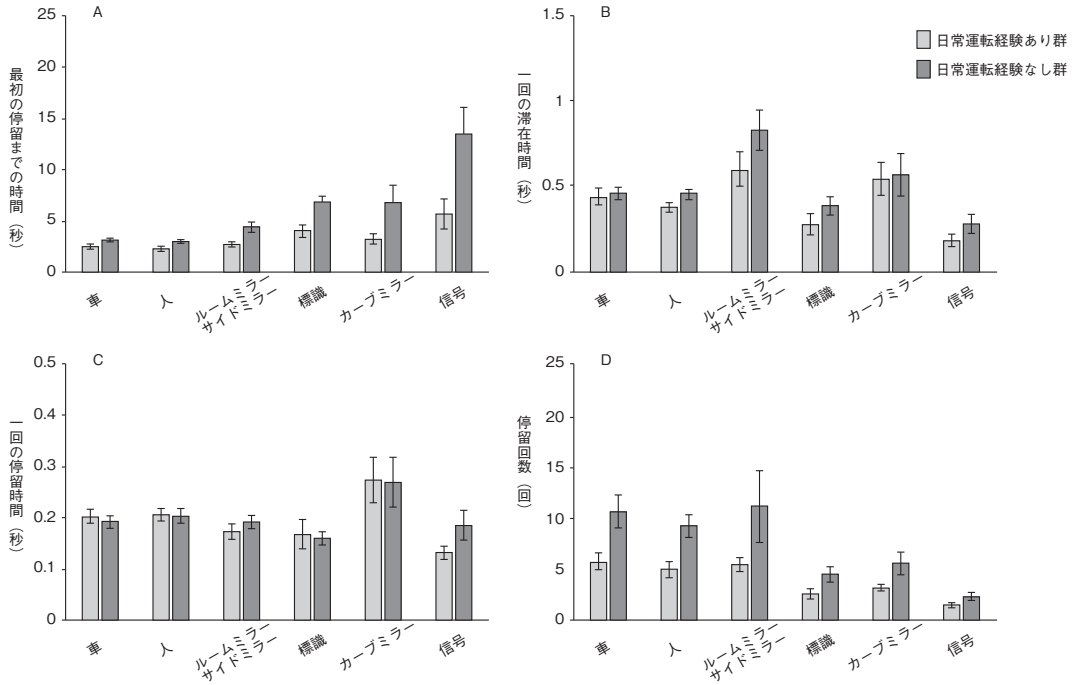 A
最初の停留までの時間（秒）
25
20
15
10
5
0
車
人
ルームミラー
サイドミラー
標識
カーブミラー
信号
B
一回の滞在時間（秒）
1.5
1
0.5
0
車
人
ルームミラー
サイドミラー
標識
カーブミラー
信号
日常運転経験あり群
日常運転経験なし群
C
一回の停留時間（秒）
0.5
0.4
0.3
0.2
0.1
0
車
人
ルームミラー
サイドミラー
標識
カーブミラー
信号
D
停留回数（回）
25
20
15
10
5
0
車
人
ルームミラー
サイドミラー
標識
カーブミラー
信号